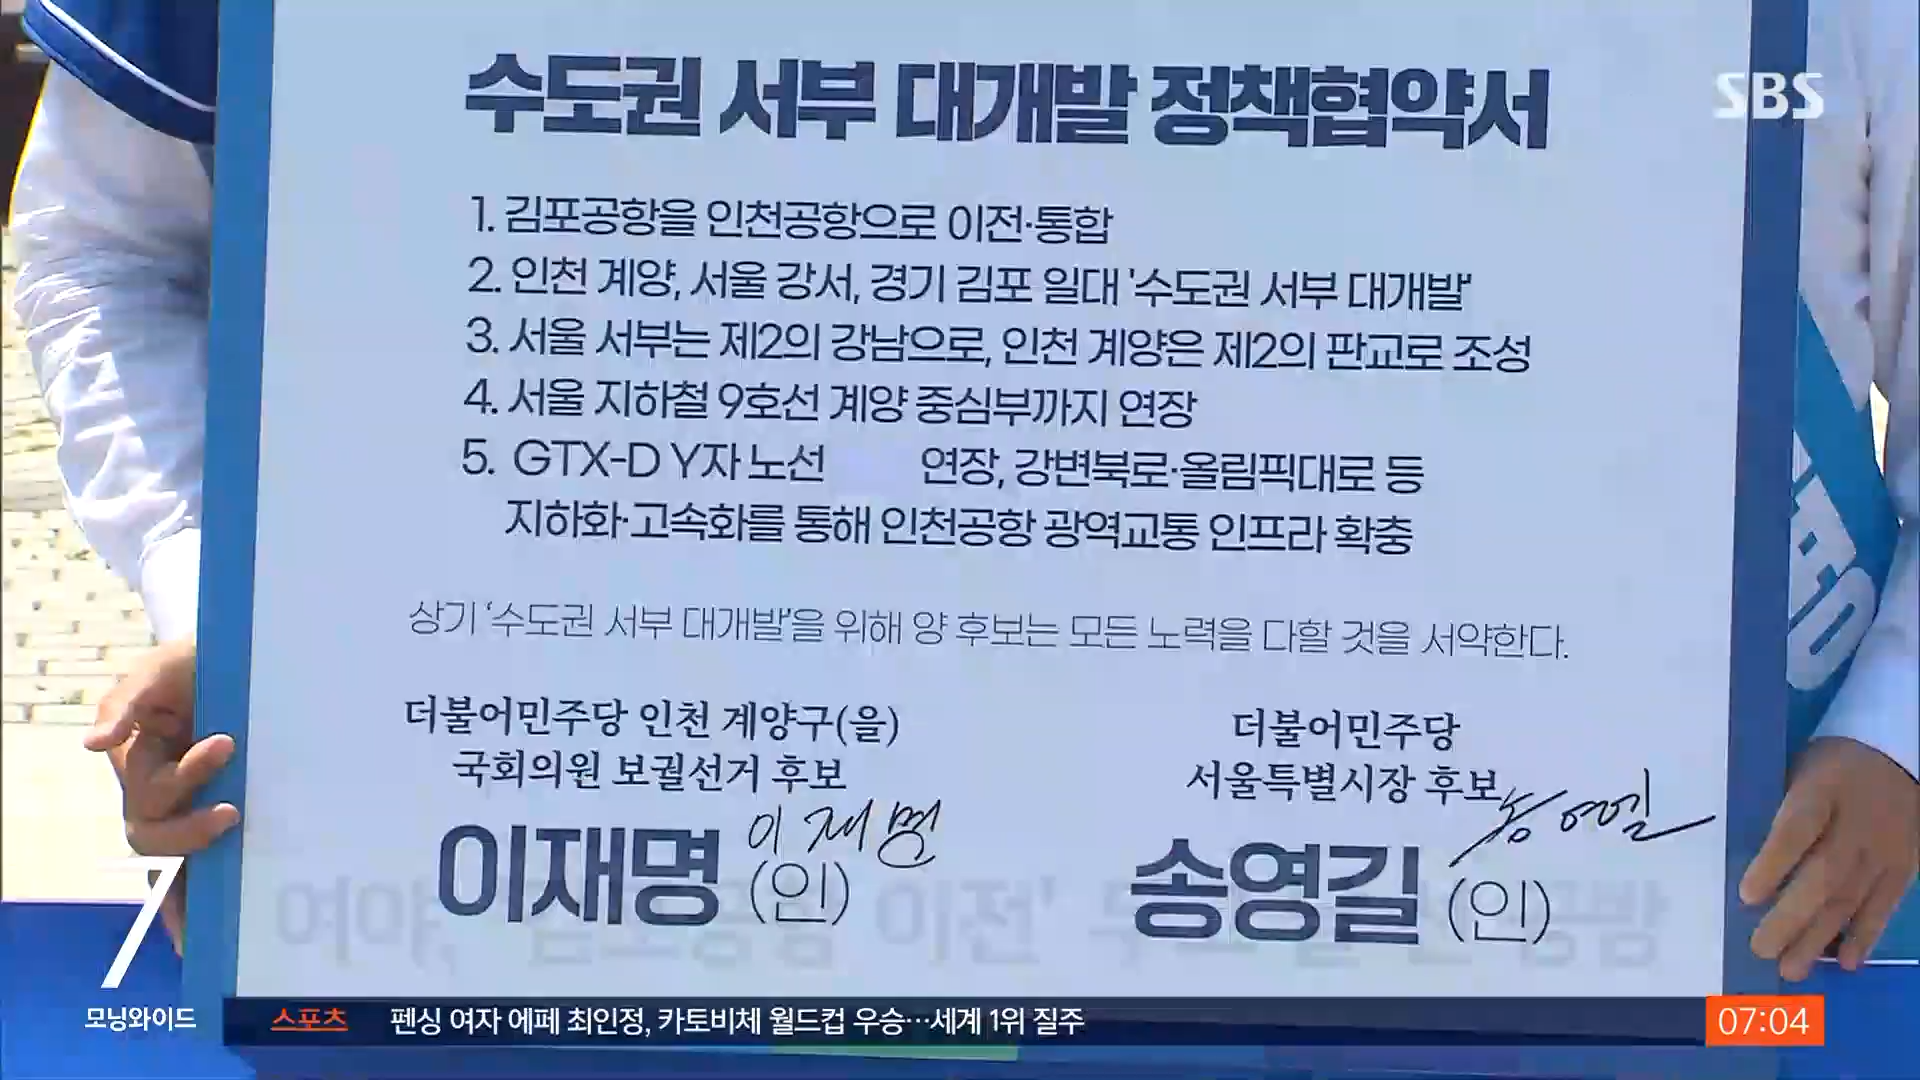 수도권 서부 대개발 정책협약서
SBS
1. 김포공항을 인천공항으로 이전·통합
2. 인천 계양, 서울 강서, 경기 김포 일대 '수도권 서부 대개발'
3. 서울 서부는 제2의 강남으로, 인천 계양은 제2의 판교로 조성
4. 서울 지하철 9호선 계양 중심부까지 연장
5. GTX-D Y자 노선 연장, 강변북로·올림픽대로 등
지하화·고속화를 통해 인천공항 광역교통 인프라 확충
상기 '수도권 서부 대개발'을 위해 양 후보는 모든 노력을 다할 것을 서약한다.
더불어민주당 인천 계양구(을)
국회의원 보궐선거 후보
이재명 (인) 이재명
더불어민주당
서울특별시장 후보
송영길 (인) 송영길
여야, 이전'
7
모닝와이드
스포츠 펜싱 여자 에페 최인정, 카토비체 월드컵 우승…세계 1위 질주
07:04